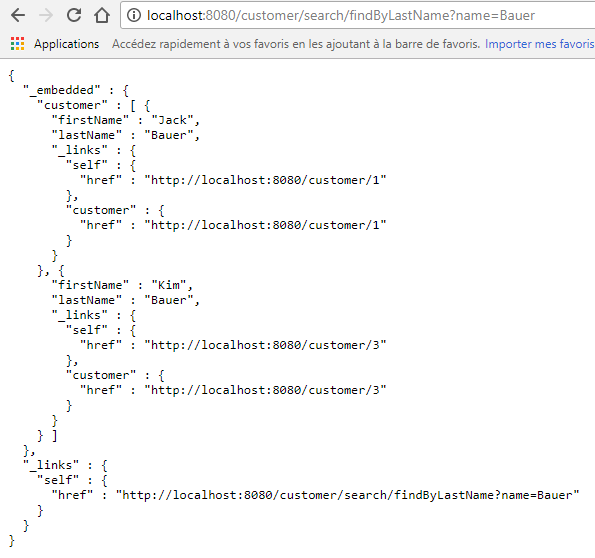 localhost:8080/customer/search/findByLastName?name=Bauer
Applications Accédez rapidement à vos favoris en les ajoutant à la barre de favoris. Importer mes favoris
{
  "_embedded" : {
    "customer" : [ {
      "firstName" : "Jack",
      "lastName" : "Bauer",
      "_links" : {
        "self" : {
          "href" : "http://localhost:8080/customer/1"
        },
        "customer" : {
          "href" : "http://localhost:8080/customer/1"
        }
      }
    }, {
      "firstName" : "Kim",
      "lastName" : "Bauer",
      "_links" : {
        "self" : {
          "href" : "http://localhost:8080/customer/3"
        },
        "customer" : {
          "href" : "http://localhost:8080/customer/3"
        }
      }
    } ]
  },
  "_links" : {
    "self" : {
      "href" : "http://localhost:8080/customer/search/findByLastName?name=Bauer"
    }
  }
}